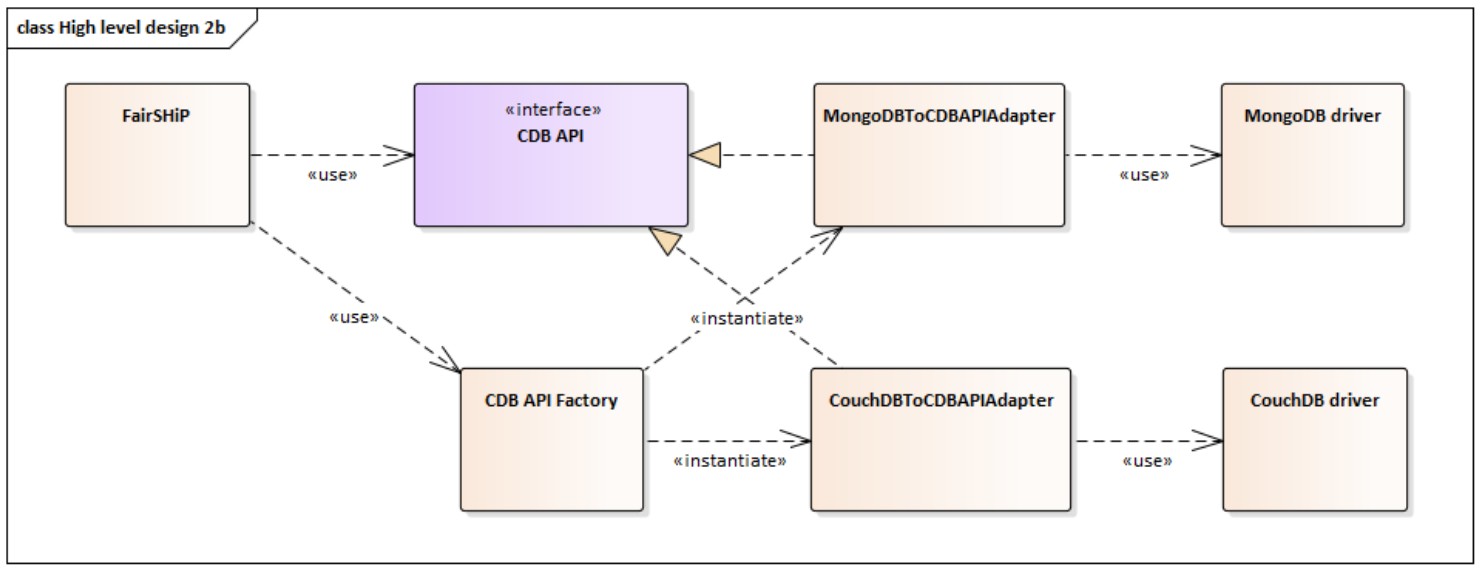 class High level design 2b
FairSHiP
«use»
«interface»
CDB API
MongoDBToCDBAPIAdapter
«use»
MongoDB driver
«use»
«instantiate»
CDB API Factory
«instantiate»
CouchDBToCDBAPIAdapter
«use»
CouchDB driver